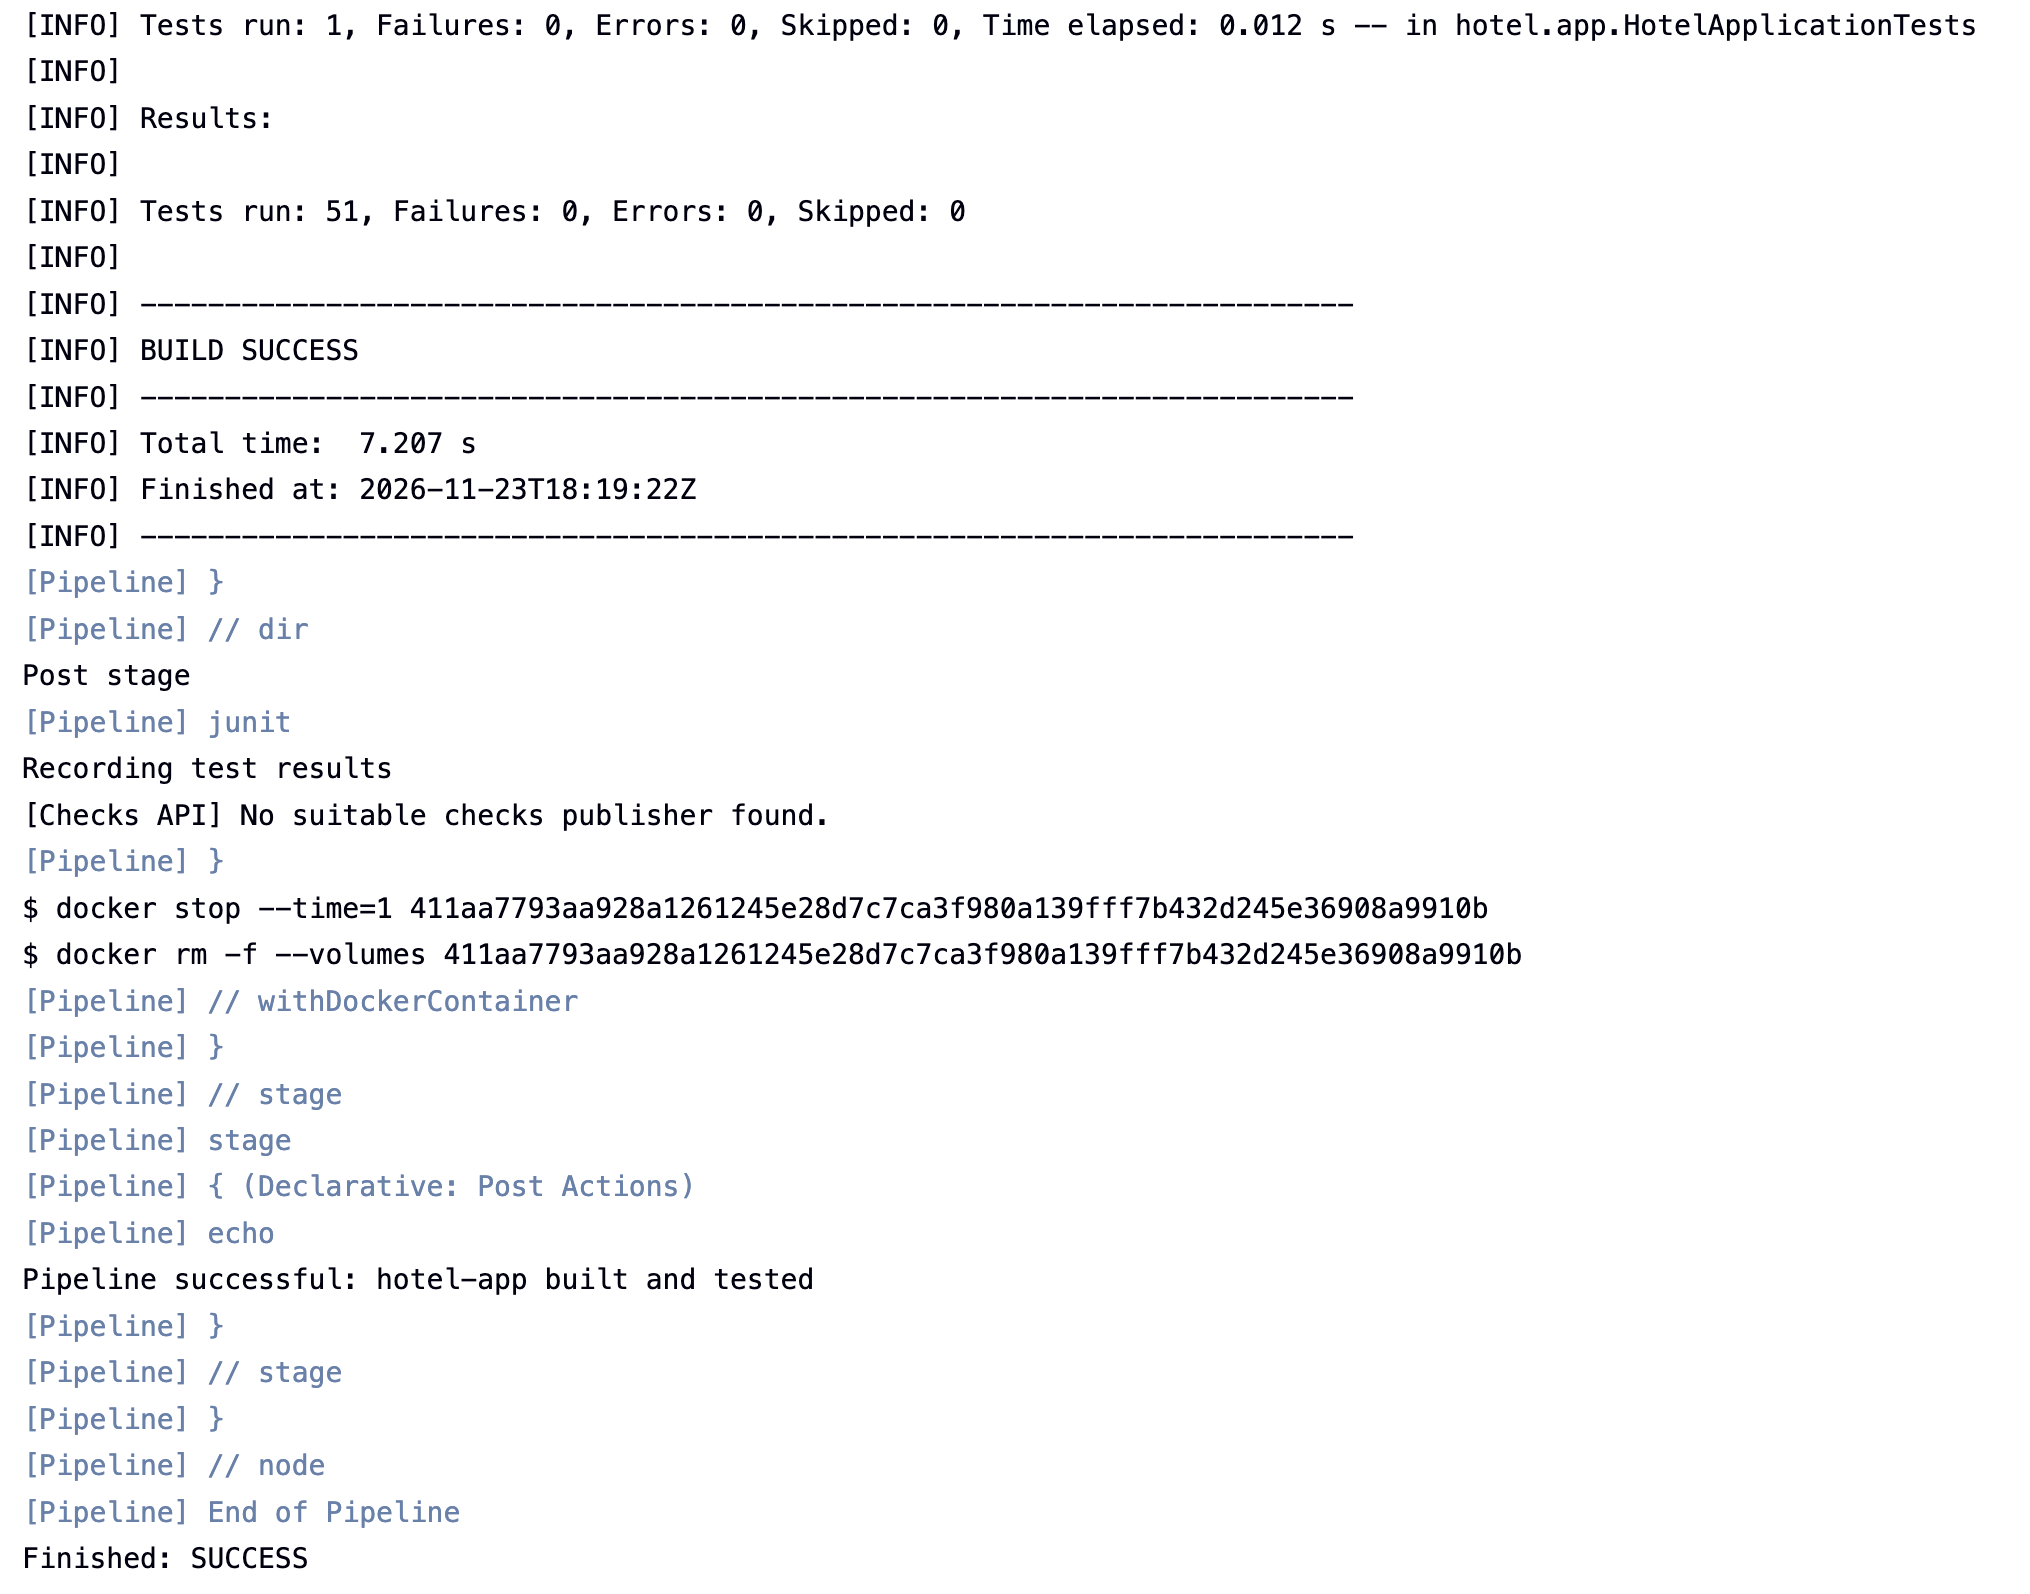 [INFO] Tests run: 1, Failures: 0, Errors: 0, Skipped: 0, Time elapsed: 0.012 s -- in hotel.app.HotelApplicationTests
[INFO]
[INFO] Results:
[INFO]
[INFO] Tests run: 51, Failures: 0, Errors: 0, Skipped: 0
[INFO]
[INFO] ------------------------------------------------------------------------
[INFO] BUILD SUCCESS
[INFO] ------------------------------------------------------------------------
[INFO] Total time:  7.207 s
[INFO] Finished at: 2026-11-23T18:19:22Z
[INFO] ------------------------------------------------------------------------
[Pipeline] }
[Pipeline] // dir
Post stage
[Pipeline] junit
Recording test results
[Checks API] No suitable checks publisher found.
[Pipeline] }
$ docker stop --time=1 411aa7793aa928a1261245e28d7c7ca3f980a139fff7b432d245e36908a9910b
$ docker rm -f --volumes 411aa7793aa928a1261245e28d7c7ca3f980a139fff7b432d245e36908a9910b
[Pipeline] // withDockerContainer
[Pipeline] }
[Pipeline] // stage
[Pipeline] stage
[Pipeline] { (Declarative: Post Actions)
[Pipeline] echo
Pipeline successful: hotel-app built and tested
[Pipeline] }
[Pipeline] // stage
[Pipeline] }
[Pipeline] // node
[Pipeline] End of Pipeline
Finished: SUCCESS